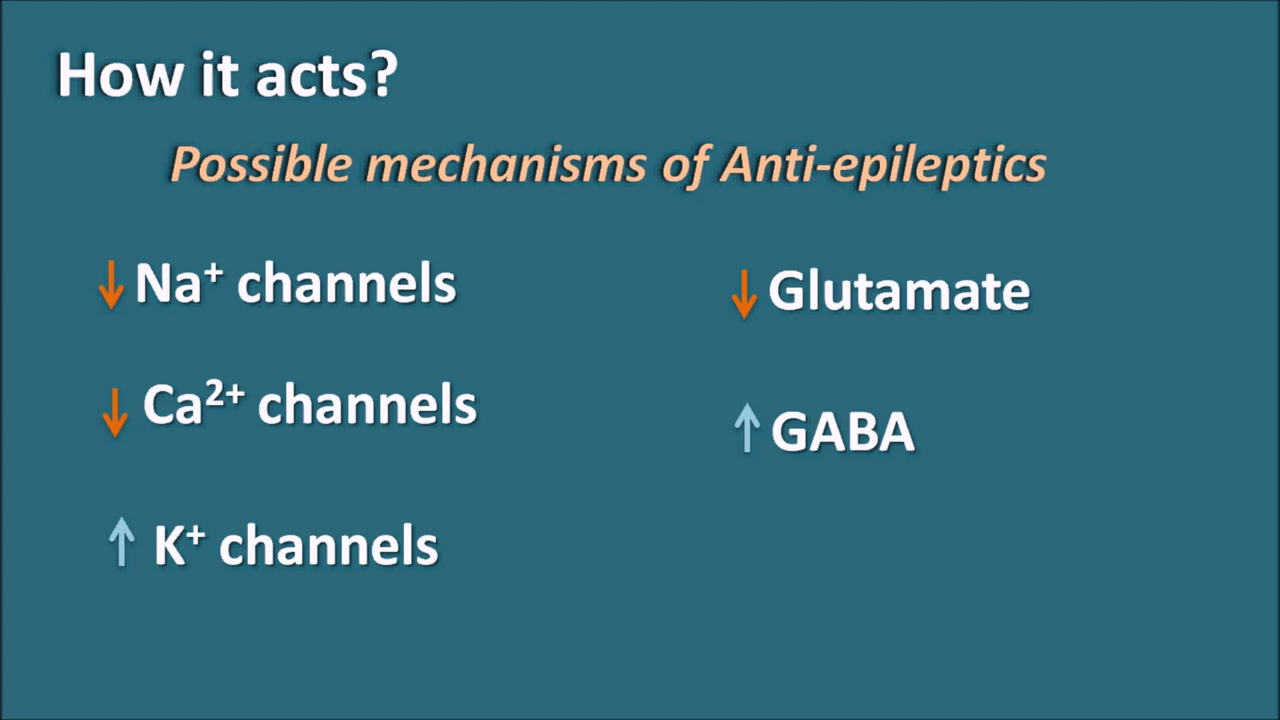 How it acts?
Possible mechanisms of Anti-epileptics
↓ Na⁺ channels
↓ Ca²⁺ channels
↑ K⁺ channels
↓ Glutamate
↑ GABA